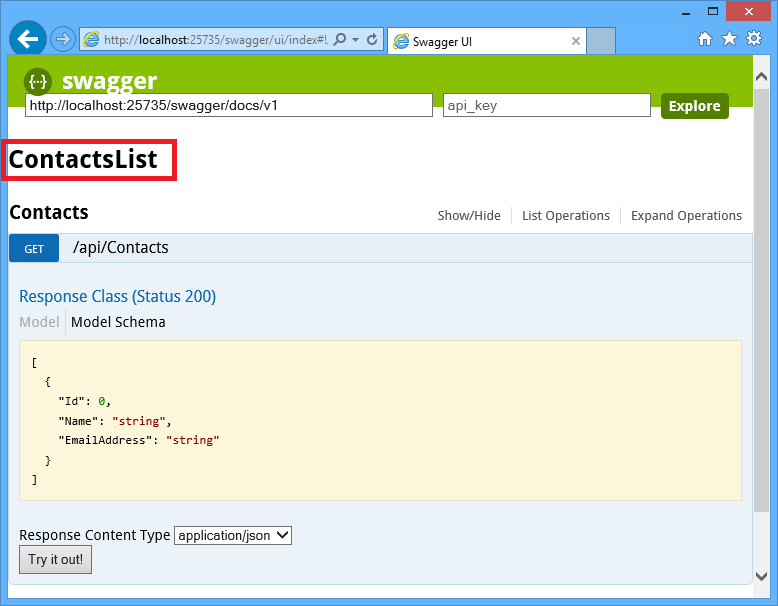 http://localhost:25735/swagger/ui/index#!.
Swagger UI
{···} swagger
http://localhost:25735/swagger/docs/v1
api_key
Explore
ContactsList
Contacts
Show/Hide
List Operations
Expand Operations
GET
/api/Contacts
Response Class (Status 200)
Model
Model Schema
[
{
"Id": 0,
"Name": "string",
"EmailAddress": "string"
}
]
Response Content Type application/json
Try it out!